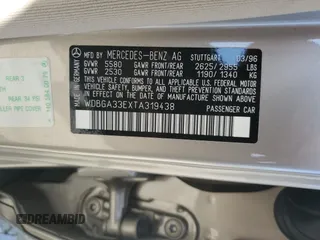 MERCEDES-BENZ AG STUTTGART 03/96
GVWR 5580 GAWR FRONT/REAR 2625/2955 LBS
GVWR 2530 GAWR FRONT/REAR 1190/1340 KG
THIS VEHICLE CONFORMS TO ALL APPLICABLE U.S. FEDERAL MOTOR
VEHICLE SAFETY, BUMPER, AND THEFT PREVENTION STANDARDS
IN EFFECT ON THE DATE OF MANUFACTURE SHOWN ABOVE.
WDBGA33EXTA319438
PASSENGER CAR
MADE IN GERMANY
DREAMBID